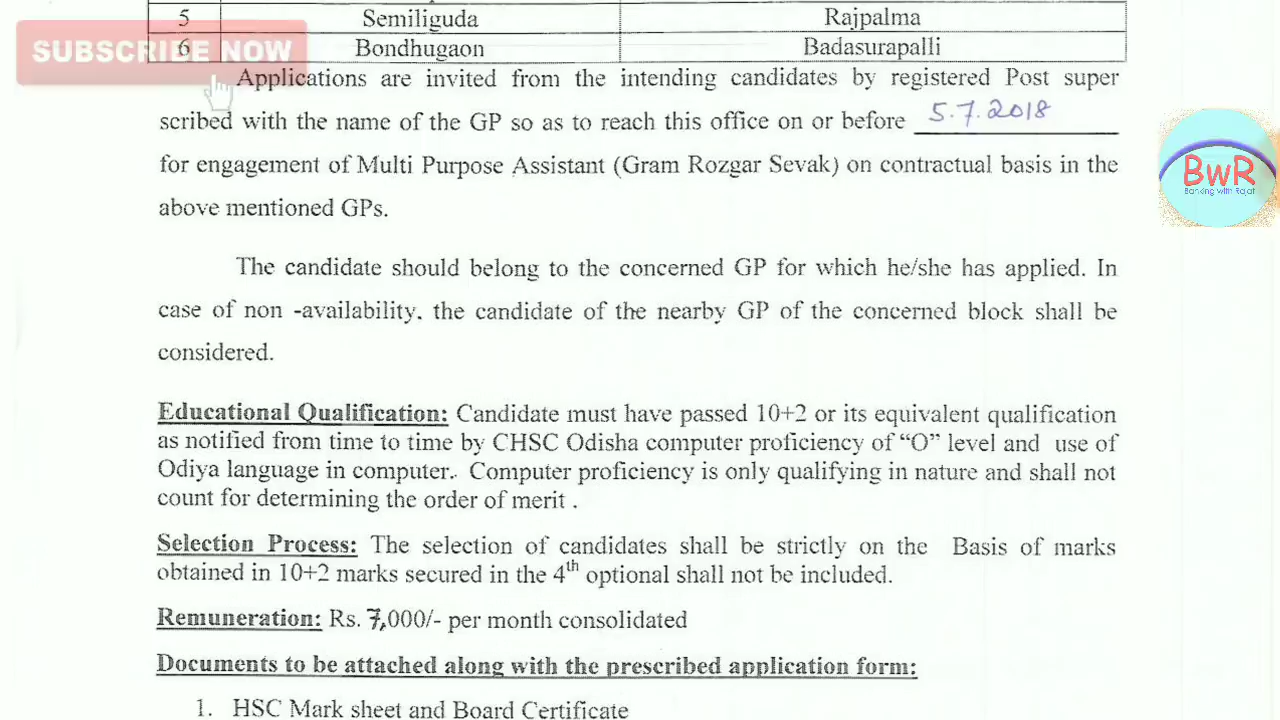 5 Semiliguda Rajpalma
SUBSCRIBE NOW
6 Bondhugaon Badasurapalli
Applications are invited from the intending candidates by registered Post super
scribed with the name of the GP so as to reach this office on or before 5.7.2018
for engagement of Multi Purpose Assistant (Gram Rozgar Sevak) on contractual basis in the
above mentioned GPs.
BwR
Banking with Rajat
The candidate should belong to the concerned GP for which he/she has applied. In
case of non -availability. the candidate of the nearby GP of the concerned block shall be
considered.
Educational Qualification: Candidate must have passed 10+2 or its equivalent qualification
as notified from time to time by CHSC Odisha computer proficiency of “O” level and use of
Odiya language in computer.. Computer proficiency is only qualifying in nature and shall not
count for determining the order of merit .
Selection Process: The selection of candidates shall be strictly on the Basis of marks
obtained in 10+2 marks secured in the 4th optional shall not be included.
Remuneration: Rs. 7,000/- per month consolidated
Documents to be attached along with the prescribed application form:
1. HSC Mark sheet and Board Certificate